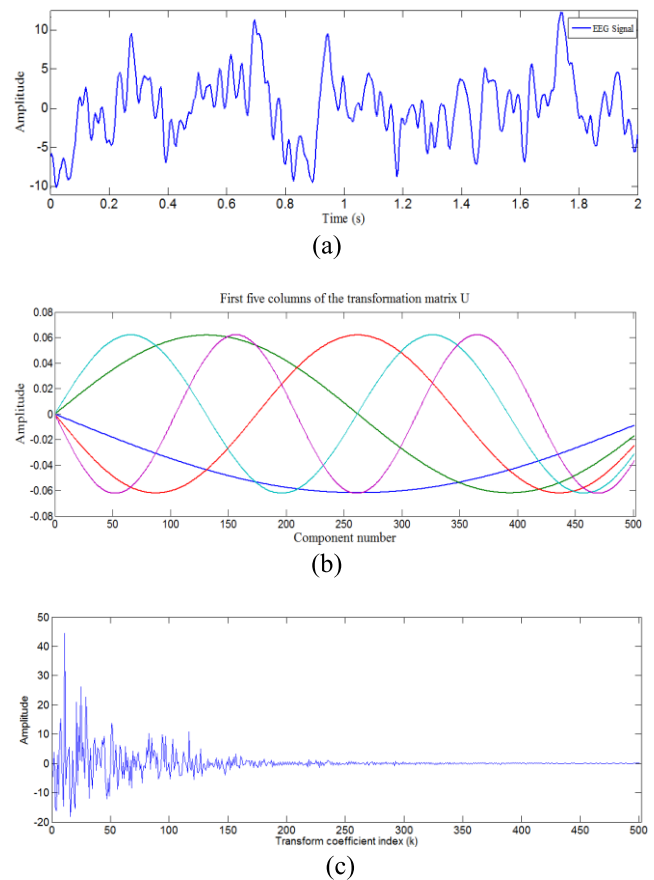 10
5
0
-5
-10
Amplitude
EEG Signal
0 0.2 0.4 0.6 0.8 1 1.2 1.4 1.6 1.8 2
Time (s)
(a)
First five columns of the transformation matrix U
0.08
0.06
0.04
0.02
0
-0.02
-0.04
-0.06
-0.08
Amplitude
0 50 100 150 200 250 300 350 400 450 500
Component number
(b)
50
40
30
20
10
0
-10
-20
Amplitude
0 50 100 150 200 250 300 350 400 450 500
Transform coefficient index (k)
(c)